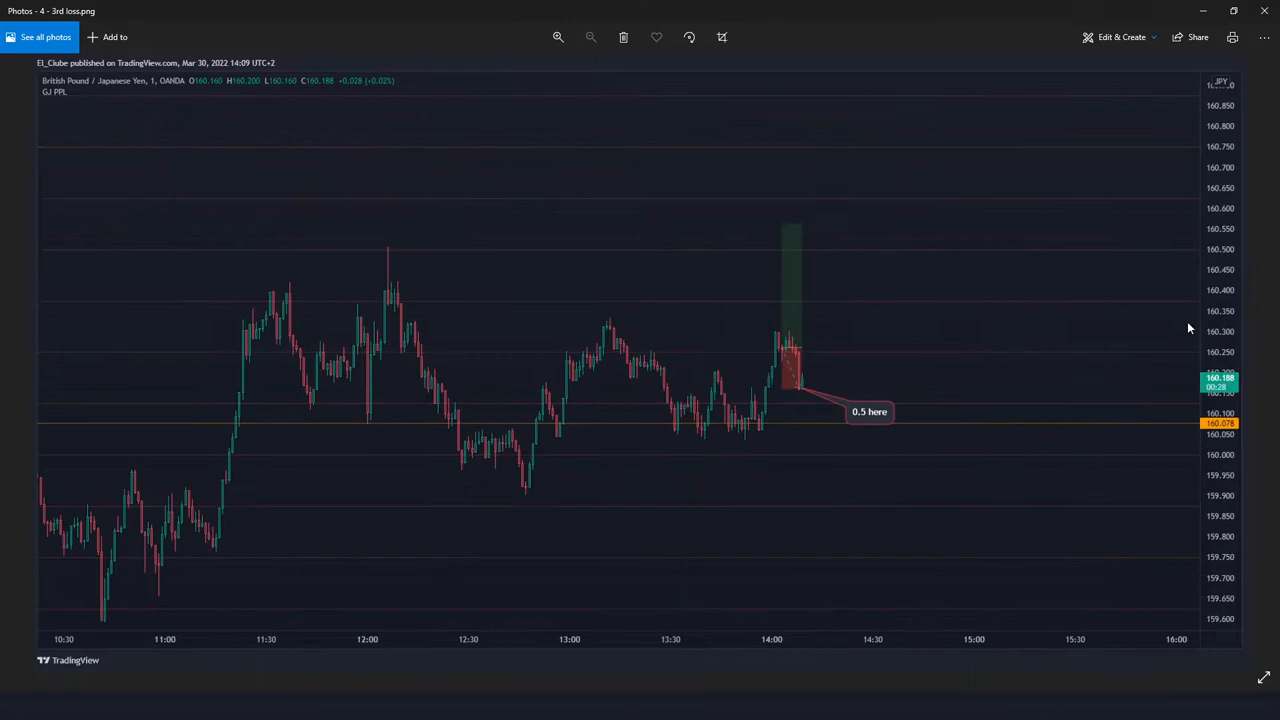 Photos - 4 - 3rd loss.png
See all photos
Add to
Edit & Create
Share
El_Ciube published on TradingView.com, Mar 30, 2022 14:09 UTC+2
British Pound / Japanese Yen, 1, OANDA O160.160 H160.200 L160.160 C160.188 +0.028 (+0.02%)
GJ PPL
JPY
160.850
160.800
160.750
160.700
160.650
160.600
160.550
160.500
160.450
160.400
160.350
160.300
160.250
160.188
00:28
160.100
160.078
160.050
160.000
159.950
159.900
159.850
159.800
159.750
159.700
159.650
159.600
0.5 here
10:30 11:00 11:30 12:00 12:30 13:00 13:30 14:00 14:30 15:00 15:30 16:00
TradingView